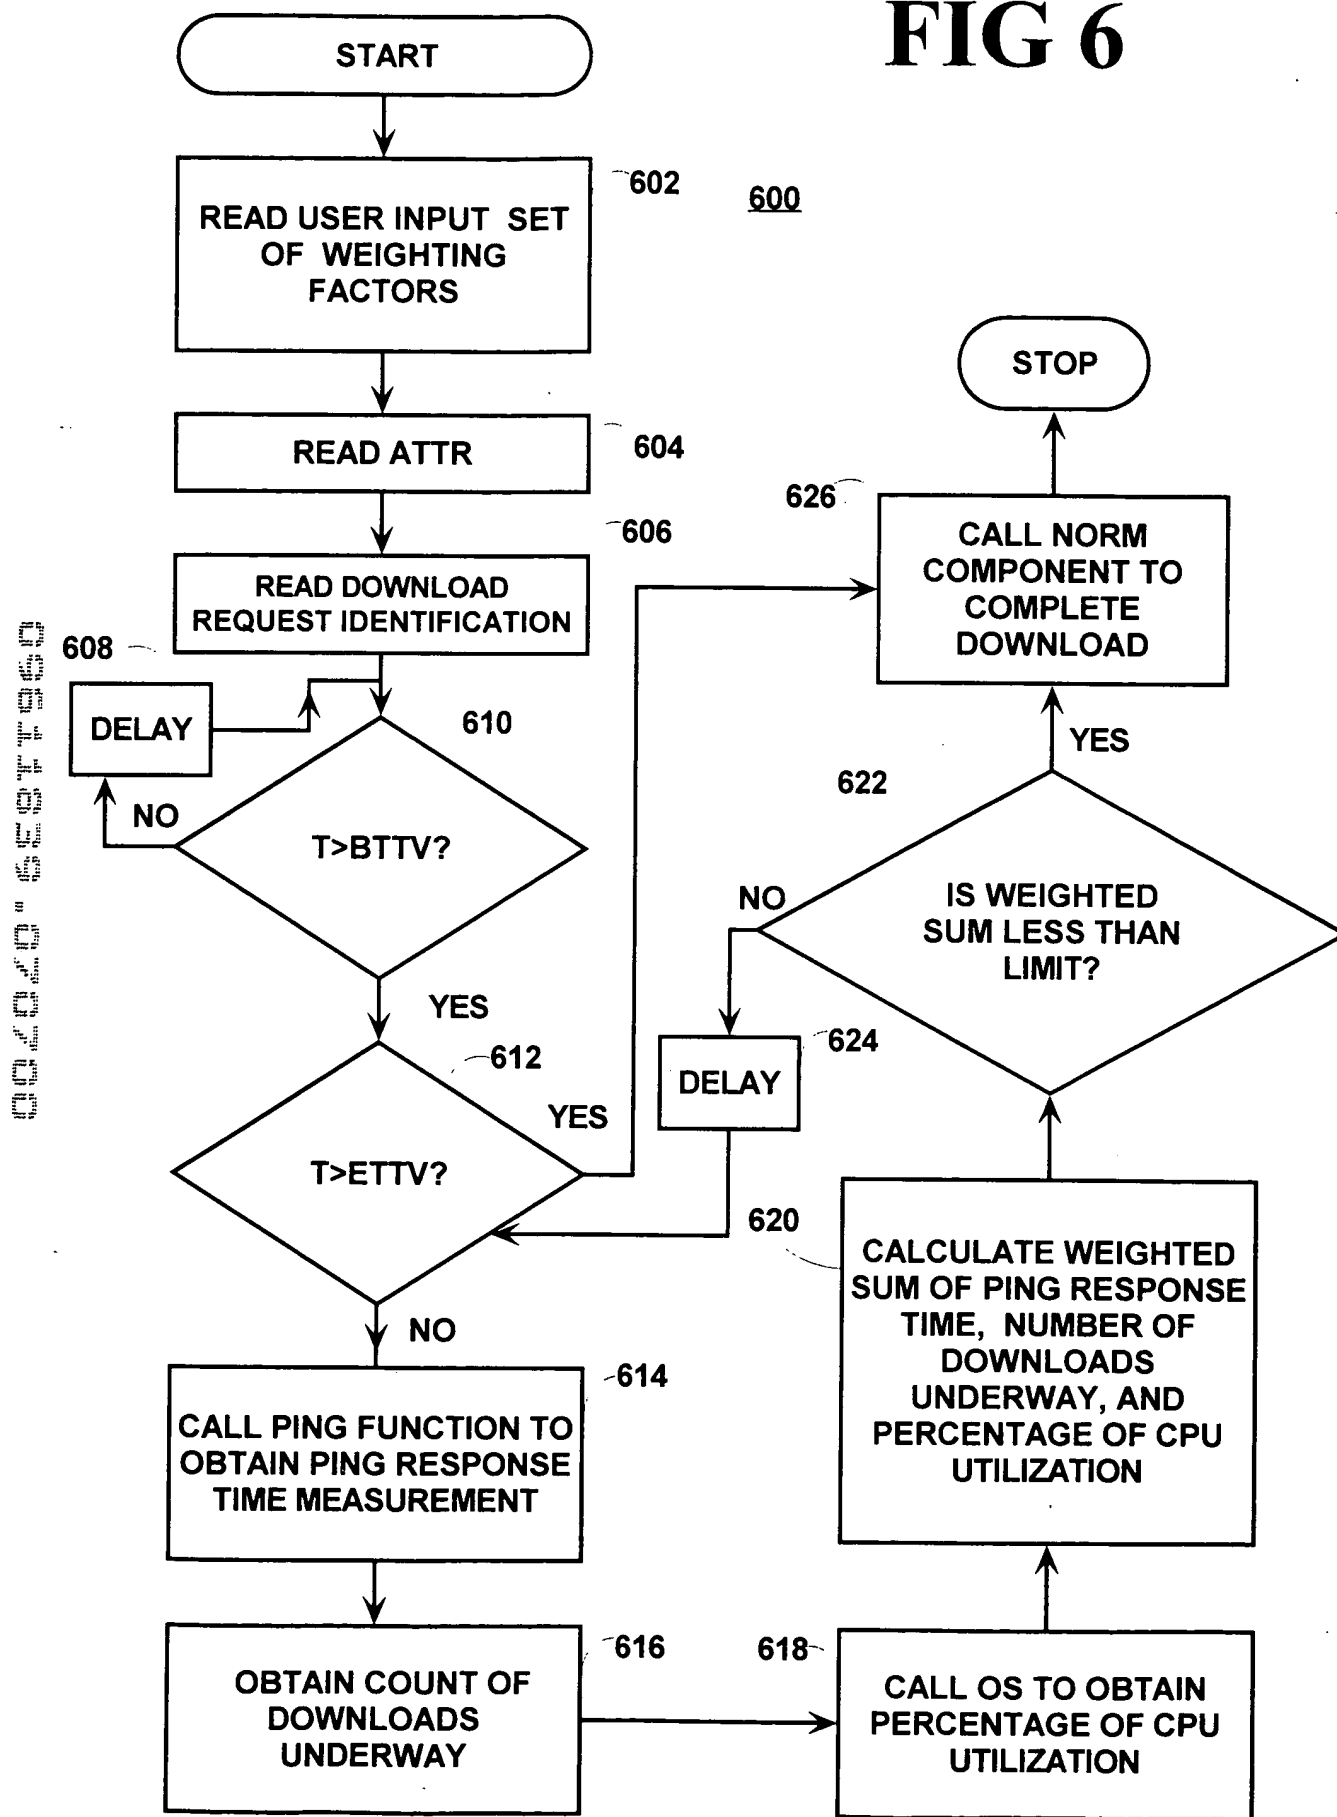 FIG 6
START
602
600
READ USER INPUT SET
OF WEIGHTING
FACTORS
STOP
604
READ ATTR
626
606
CALL NORM
COMPONENT TO
COMPLETE
DOWNLOAD
READ DOWNLOAD
REQUEST IDENTIFICATION
608
DELAY
610
NO
T>BTTV?
YES
622
NO
IS WEIGHTED
SUM LESS THAN
LIMIT?
YES
612
624
DELAY
YES
T>ETTV?
620
CALCULATE WEIGHTED
SUM OF PING RESPONSE
TIME, NUMBER OF
DOWNLOADS
UNDERWAY, AND
PERCENTAGE OF CPU
UTILIZATION
NO
614
CALL PING FUNCTION TO
OBTAIN PING RESPONSE
TIME MEASUREMENT
616
618
OBTAIN COUNT OF
DOWNLOADS
UNDERWAY
CALL OS TO OBTAIN
PERCENTAGE OF CPU
UTILIZATION